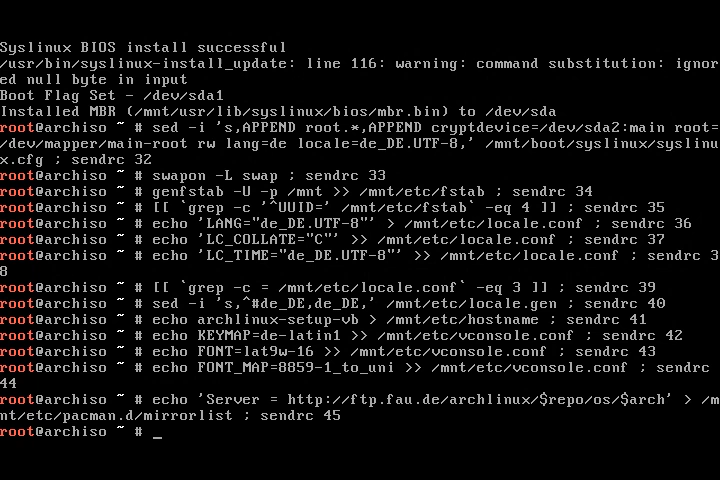 Syslinux BIOS install successful
/usr/bin/syslinux-install_update: line 116: warning: command substitution: ignor
ed null byte in input
Boot Flag Set - /dev/sda1
Installed MBR (/mnt/usr/lib/syslinux/bios/mbr.bin) to /dev/sda
root@archiso ~ # sed -i 's,APPEND root.*,APPEND cryptdevice=/dev/sda2:main root=
/dev/mapper/main-root rw lang=de locale=de_DE.UTF-8,' /mnt/boot/syslinux/syslinu
x.cfg ; sendrc 32
root@archiso ~ # swapon -L swap ; sendrc 33
root@archiso ~ # genfstab -U -p /mnt >> /mnt/etc/fstab ; sendrc 34
root@archiso ~ # [[ `grep -c '^UUID=' /mnt/etc/fstab` -eq 4 ]] ; sendrc 35
root@archiso ~ # echo 'LANG="de_DE.UTF-8"' > /mnt/etc/locale.conf ; sendrc 36
root@archiso ~ # echo 'LC_COLLATE="C"' >> /mnt/etc/locale.conf ; sendrc 37
root@archiso ~ # echo 'LC_TIME="de_DE.UTF-8"' >> /mnt/etc/locale.conf ; sendrc 3
8
root@archiso ~ # [[ `grep -c = /mnt/etc/locale.conf` -eq 3 ]] ; sendrc 39
root@archiso ~ # sed -i 's,^#de_DE,de_DE,' /mnt/etc/locale.gen ; sendrc 40
root@archiso ~ # echo archlinux-setup-vb > /mnt/etc/hostname ; sendrc 41
root@archiso ~ # echo KEYMAP=de-latin1 >> /mnt/etc/vconsole.conf ; sendrc 42
root@archiso ~ # echo FONT=lat9w-16 >> /mnt/etc/vconsole.conf ; sendrc 43
root@archiso ~ # echo FONT_MAP=8859-1_to_uni >> /mnt/etc/vconsole.conf ; sendrc
44
root@archiso ~ # echo 'Server = http://ftp.fau.de/archlinux/$repo/os/$arch' > /m
nt/etc/pacman.d/mirrorlist ; sendrc 45
root@archiso ~ # _